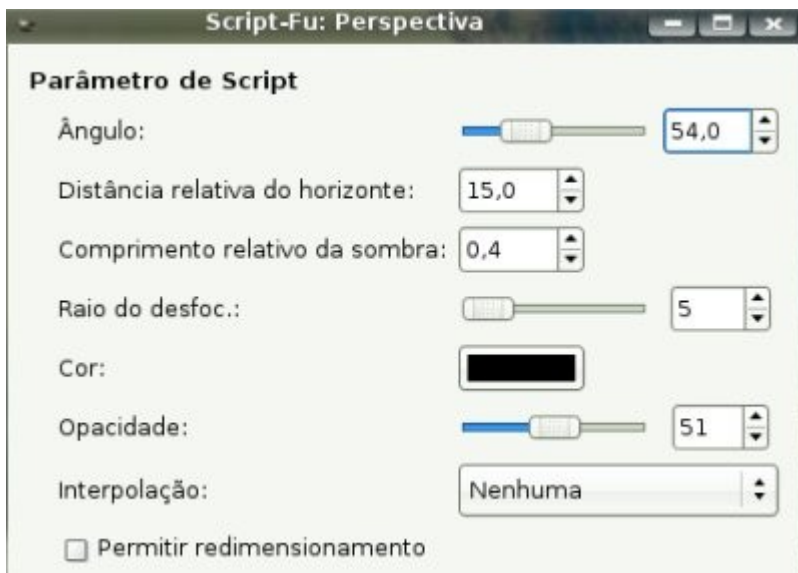 Script-Fu: Perspectiva
Parâmetro de Script
Ângulo: 54,0
Distância relativa do horizonte: 15,0
Comprimento relativo da sombra: 0,4
Raio do desfoc.: 5
Cor:
Opacidade: 51
Interpolação: Nenhuma
Permitir redimensionamento